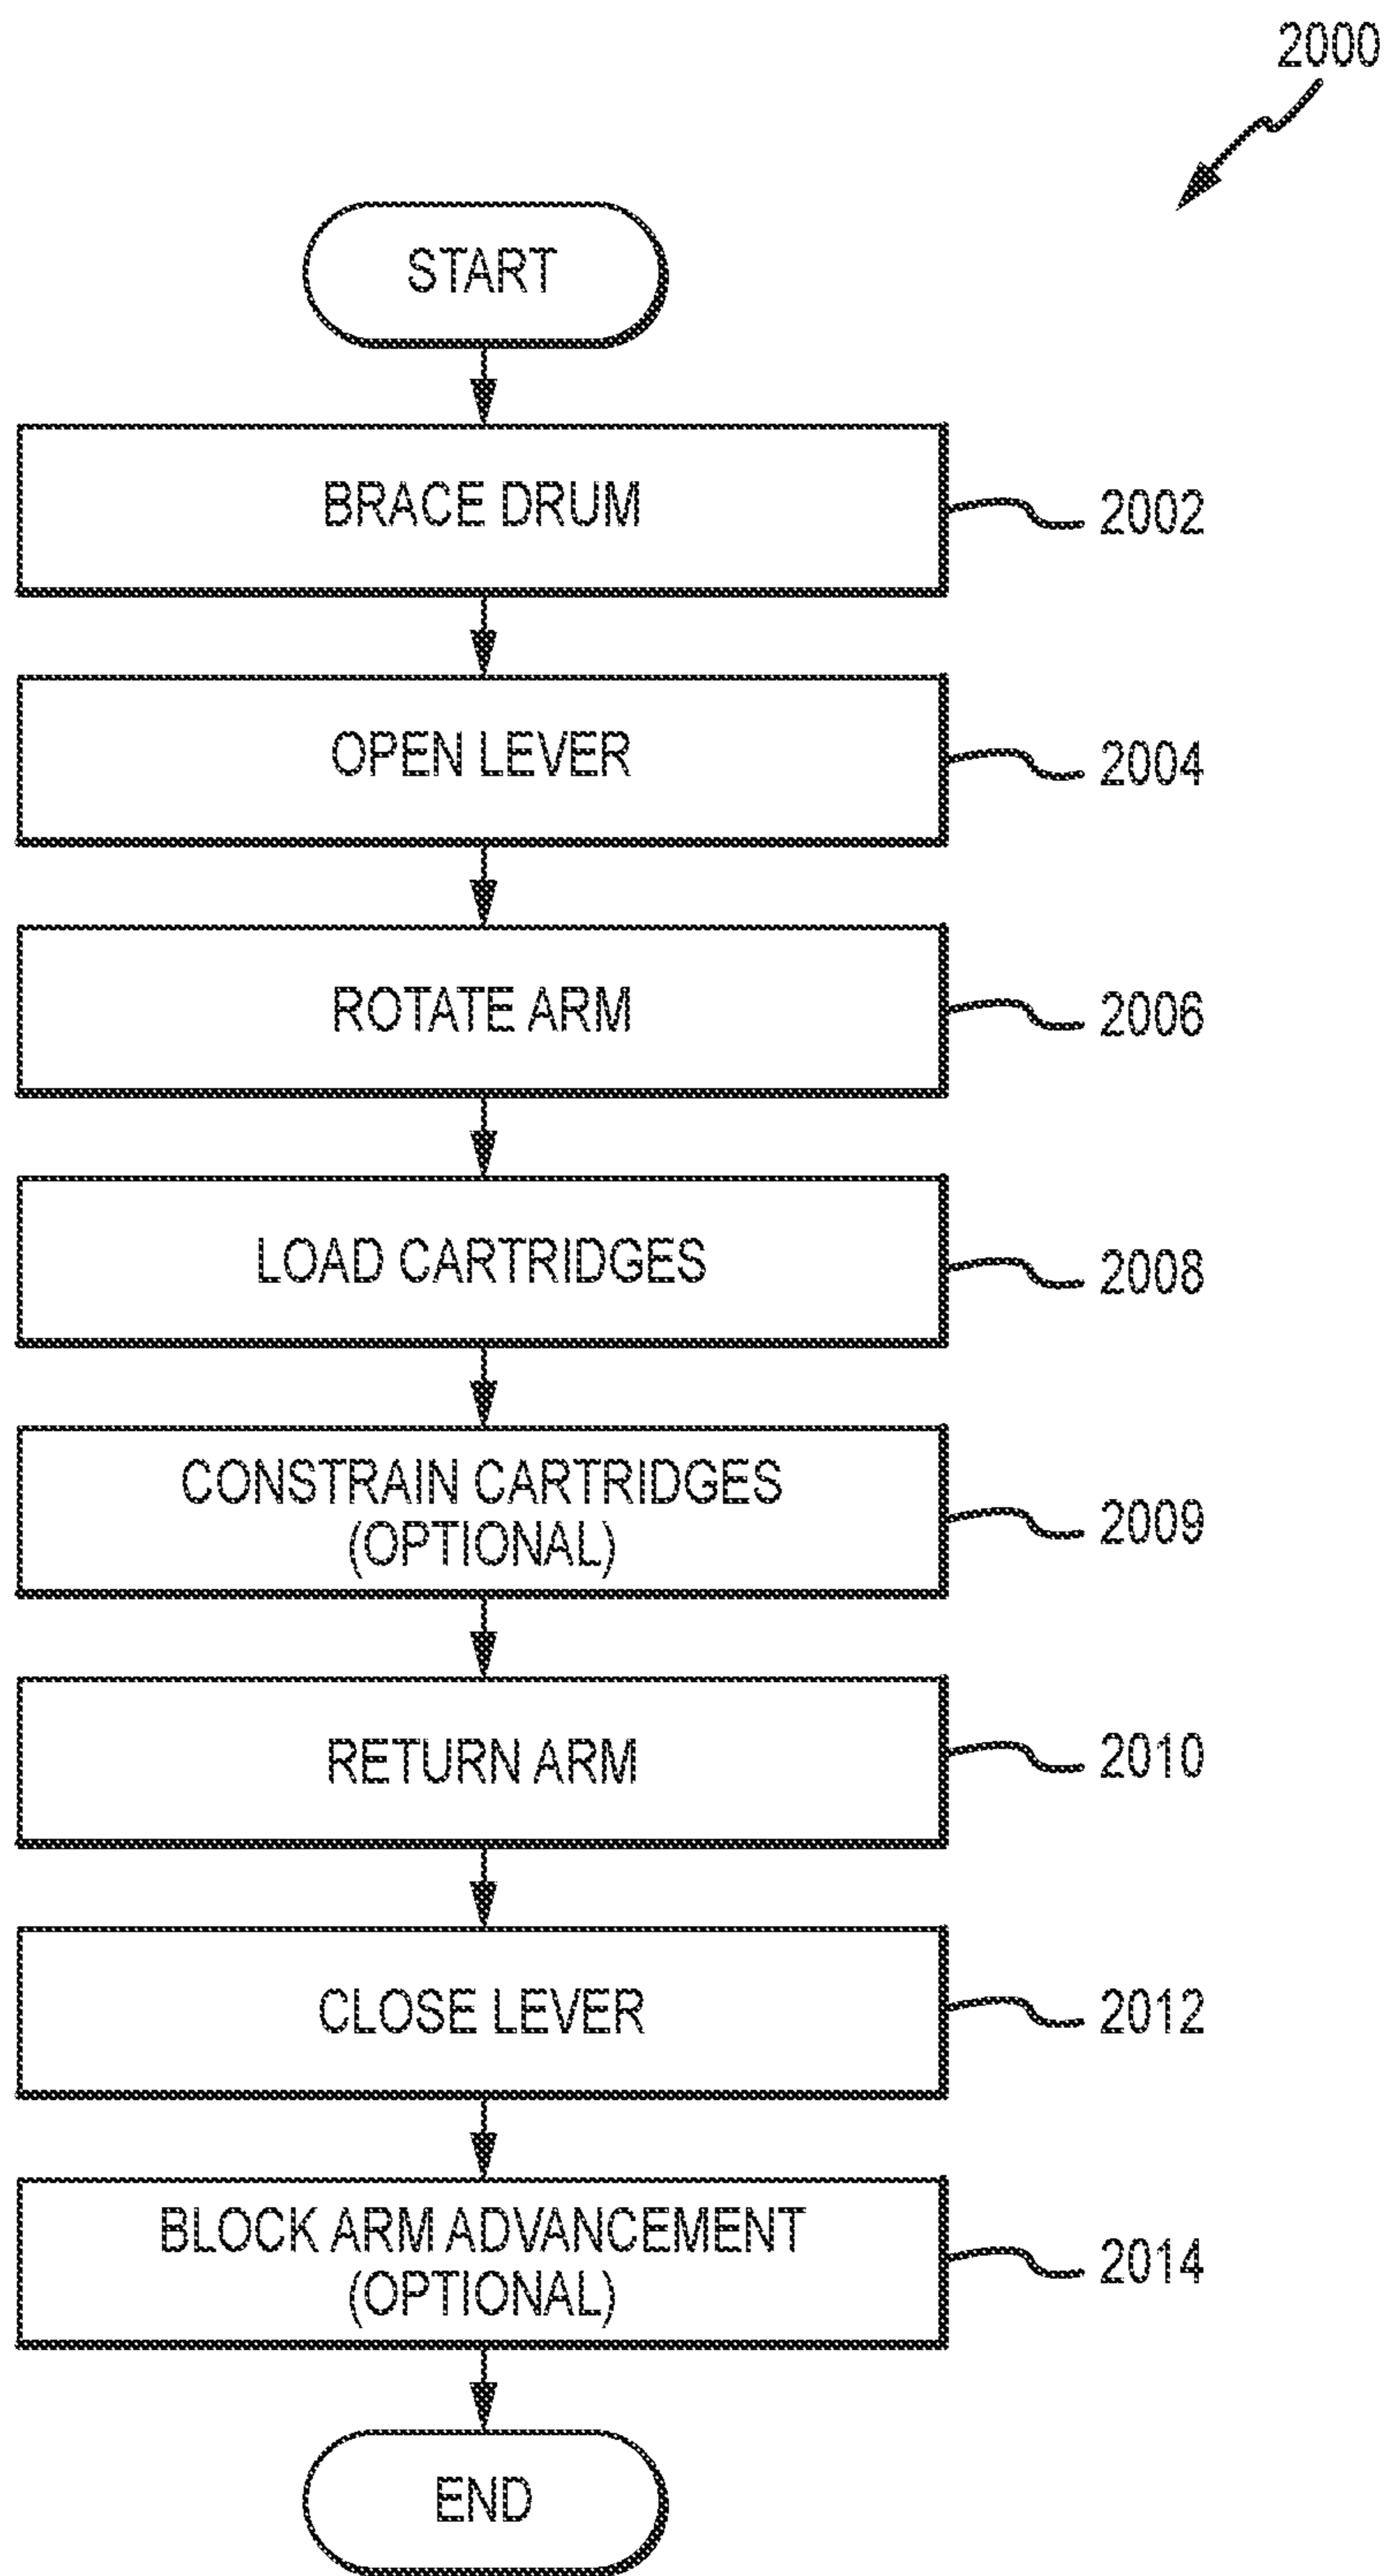 2000
START
BRACE DRUM
2002
OPEN LEVER
2004
ROTATE ARM
2006
LOAD CARTRIDGES
2008
CONSTRAIN CARTRIDGES
(OPTIONAL)
2009
RETURN ARM
2010
CLOSE LEVER
2012
BLOCK ARM ADVANCEMENT
(OPTIONAL)
2014
END